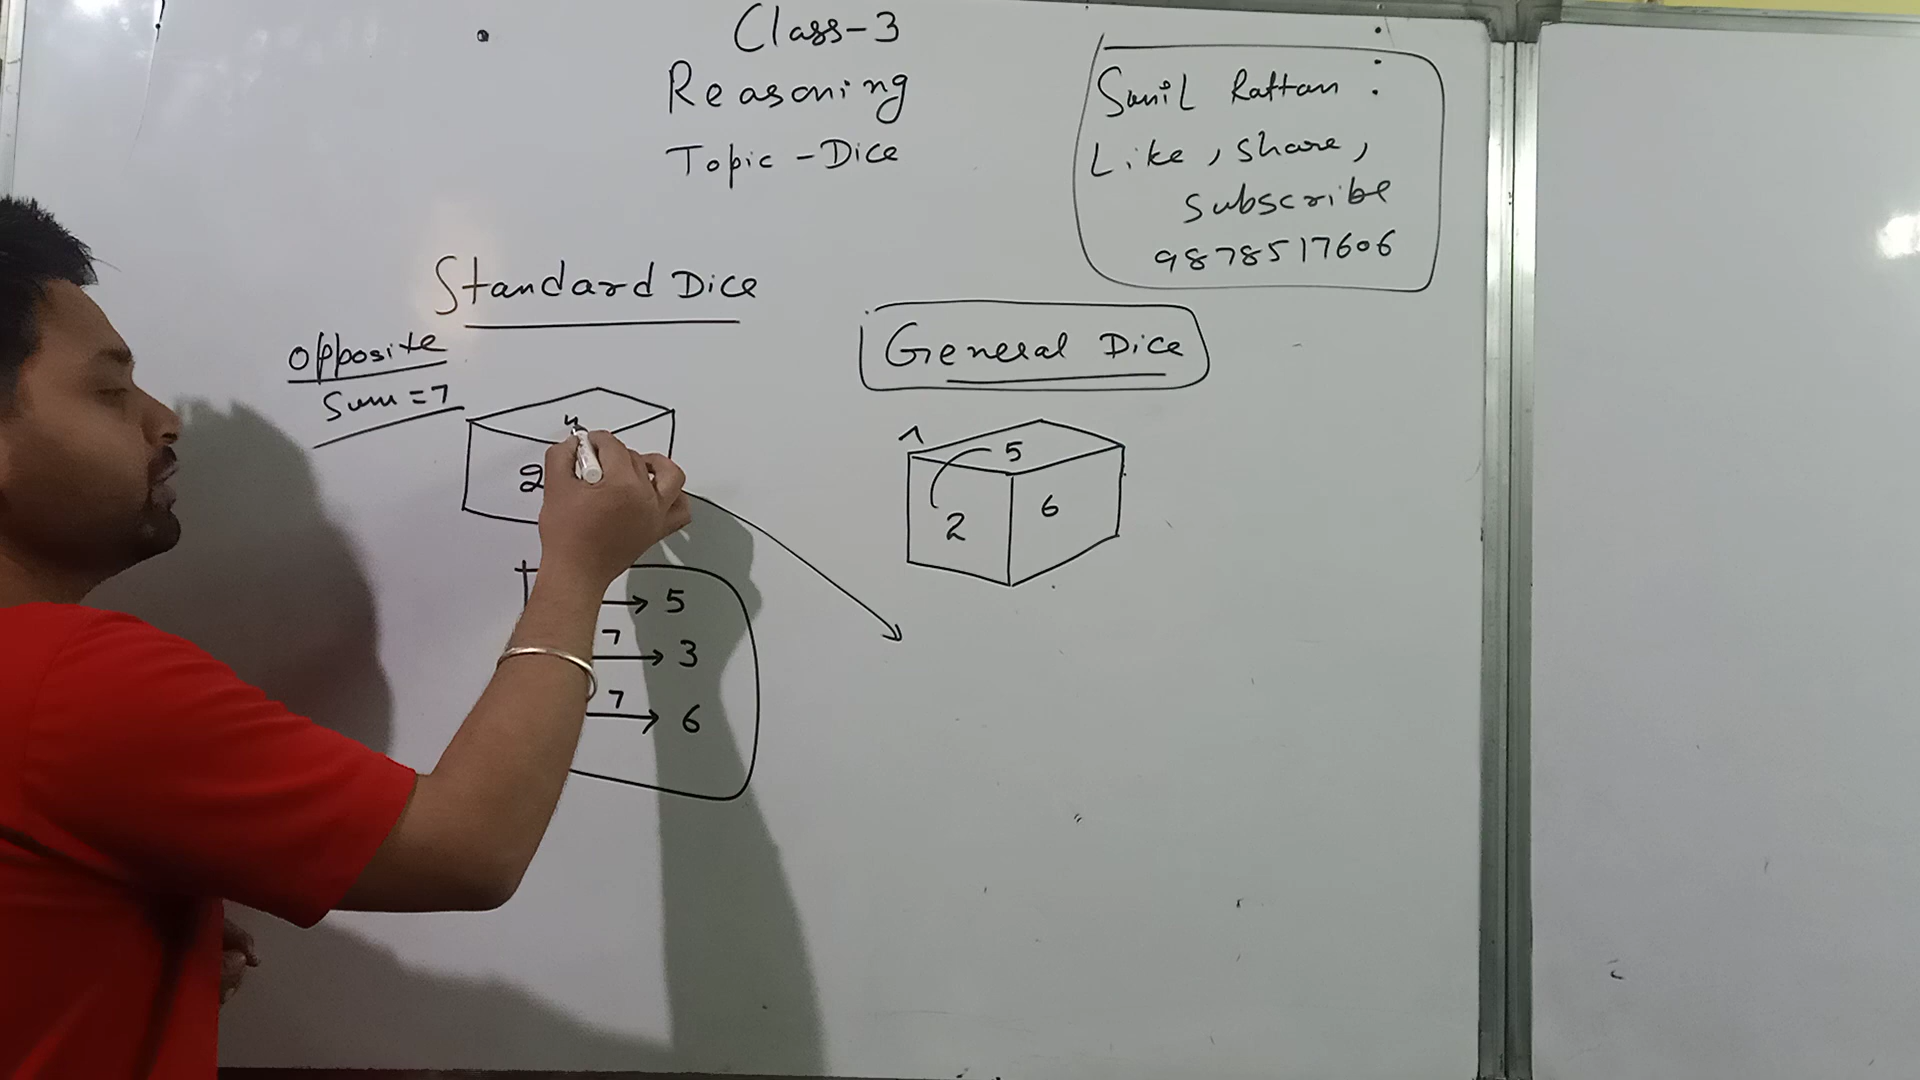 Class-3
Reasoning
Topic - Dice
Sunil Rattan :
Like, share,
subscribe
9878517606
Standard Dice
opposite
Sum = 7
General Dice
4
2
5
2
6
5
7
3
7
6